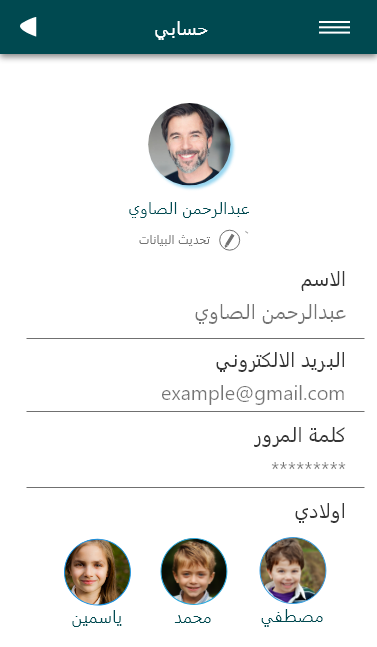 حسابي
عبدالرحمن الصاوي
تحديث البيانات
الاسم
عبدالرحمن الصاوي
البريد الالكتروني
example@gmail.com
كلمة المرور
*********
اولادي
مصطفي محمد ياسمين